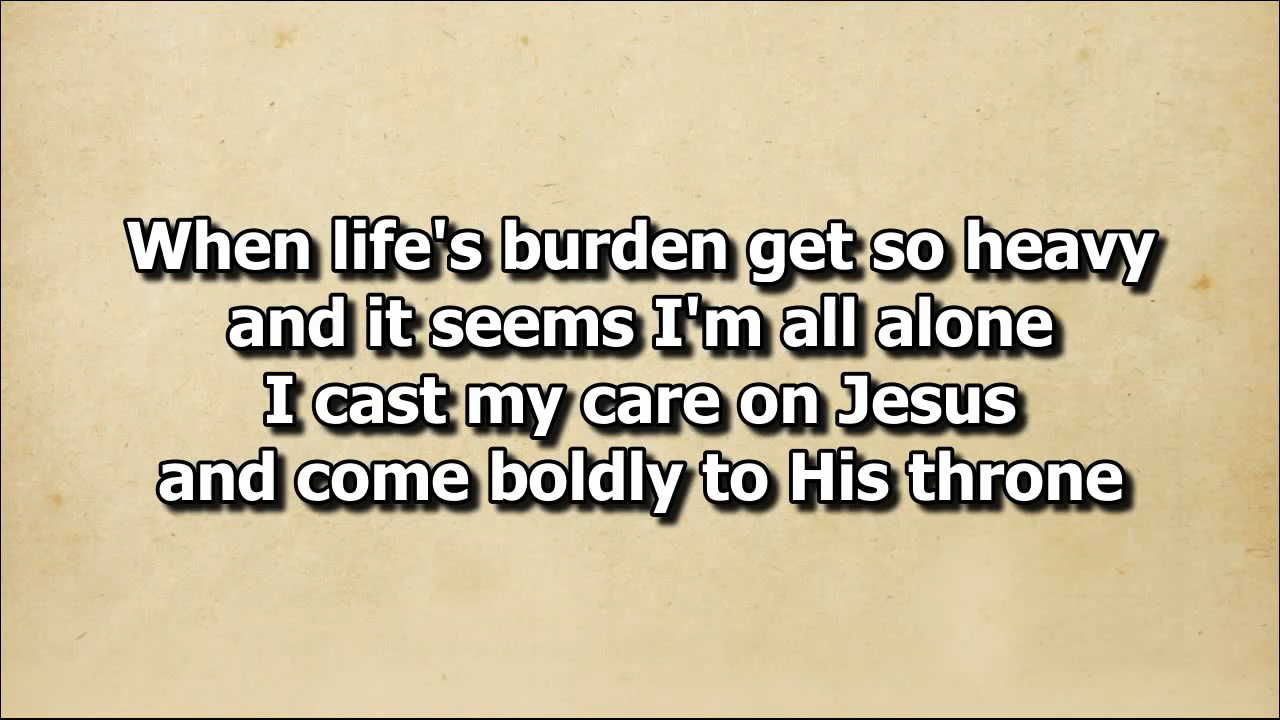 When life's burden get so heavy
and it seems I'm all alone
I cast my care on Jesus
and come boldly to His throne